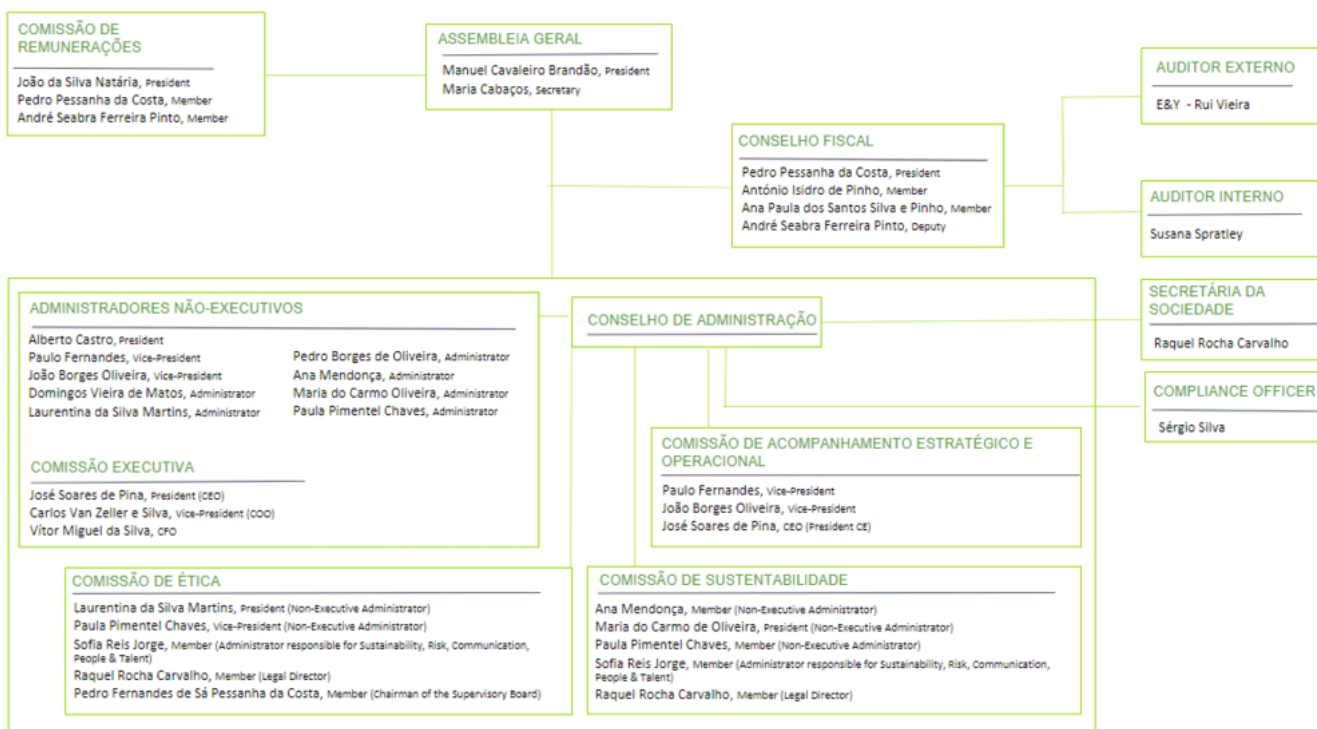 COMISSÃO DE
REMUNERAÇÕES
João da Silva Natária, President
Pedro Pessanha da Costa, Member
André Seabra Ferreira Pinto, Member
ASSEMBLEIA GERAL
Manuel Cavaleiro Brandão, President
Maria Cabaços, Secretary
AUDITOR EXTERNO
E&Y - Rui Vieira
CONSELHO FISCAL
Pedro Pessanha da Costa, President
António Isidro de Pinho, Member
Ana Paula dos Santos Silva e Pinho, Member
André Seabra Ferreira Pinto, Deputy
AUDITOR INTERNO
Susana Spratley
ADMINISTRADORES NÃO-EXECUTIVOS
Alberto Castro, President
Paulo Fernandes, Vice-President
João Borges Oliveira, Vice-President
Domingos Vieira de Matos, Administrator
Laurentina da Silva Martins, Administrator
Pedro Borges de Oliveira, Administrator
Ana Mendonça, Administrator
Maria do Carmo Oliveira, Administrator
Paula Pimentel Chaves, Administrator
COMISSÃO EXECUTIVA
José Soares de Pina, President (CEO)
Carlos Van Zeller e Silva, Vice-President (COO)
Vítor Miguel da Silva, CFO
CONSELHO DE ADMINISTRAÇÃO
SECRETÁRIA DA
SOCIEDADE
Raquel Rocha Carvalho
COMPLIANCE OFFICER
Sérgio Silva
COMISSÃO DE ACOMPANHAMENTO ESTRATÉGICO E
OPERACIONAL
Paulo Fernandes, Vice-President
João Borges Oliveira, Vice-President
José Soares de Pina, CEO (President CE)
COMISSÃO DE ÉTICA
Laurentina da Silva Martins, President (Non-Executive Administrator)
Paula Pimentel Chaves, Vice-President (Non-Executive Administrator)
Sofia Reis Jorge, Member (Administrator responsible for Sustainability, Risk, Communication,
People & Talent)
Raquel Rocha Carvalho, Member (Legal Director)
Pedro Fernandes de Sá Pessanha da Costa, Member (Chairman of the Supervisory Board)
COMISSÃO DE SUSTENTABILIDADE
Ana Mendonça, Member (Non-Executive Administrator)
Maria do Carmo de Oliveira, President (Non-Executive Administrator)
Paula Pimentel Chaves, Member (Non-Executive Administrator)
Sofia Reis Jorge, Member (Administrator responsible for Sustainability, Risk, Communication,
People & Talent)
Raquel Rocha Carvalho, Member (Legal Director)